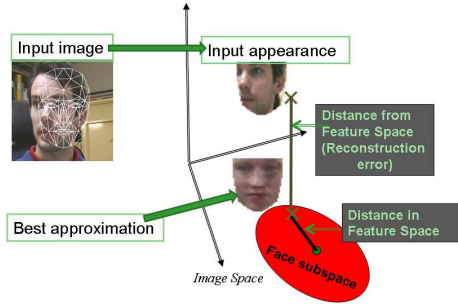 Input image
Input appearance
Distance from
Feature Space
(Reconstruction
error)
Best approximation
Distance in
Feature Space
Face subspace
Image Space